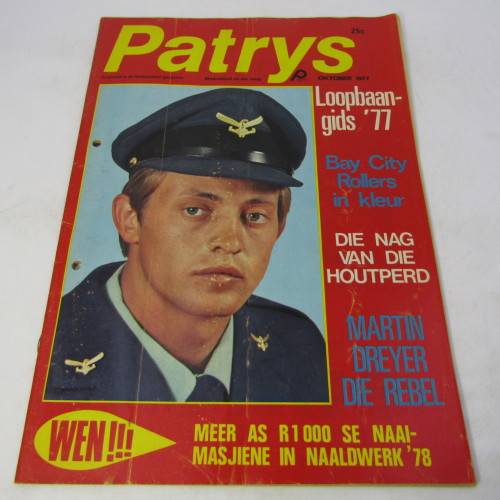 Patrys
25c
OKTOBER 1977
Loopbaan-
gids '77
Bay City
Rollers
in kleur
DIE NAG
VAN DIE
HOUTPERD
MARTIN
DREYER
DIE REBEL
WEN!!!
MEER AS R1000 SE NAAI-
MASJIENE IN NAALDWERK '78